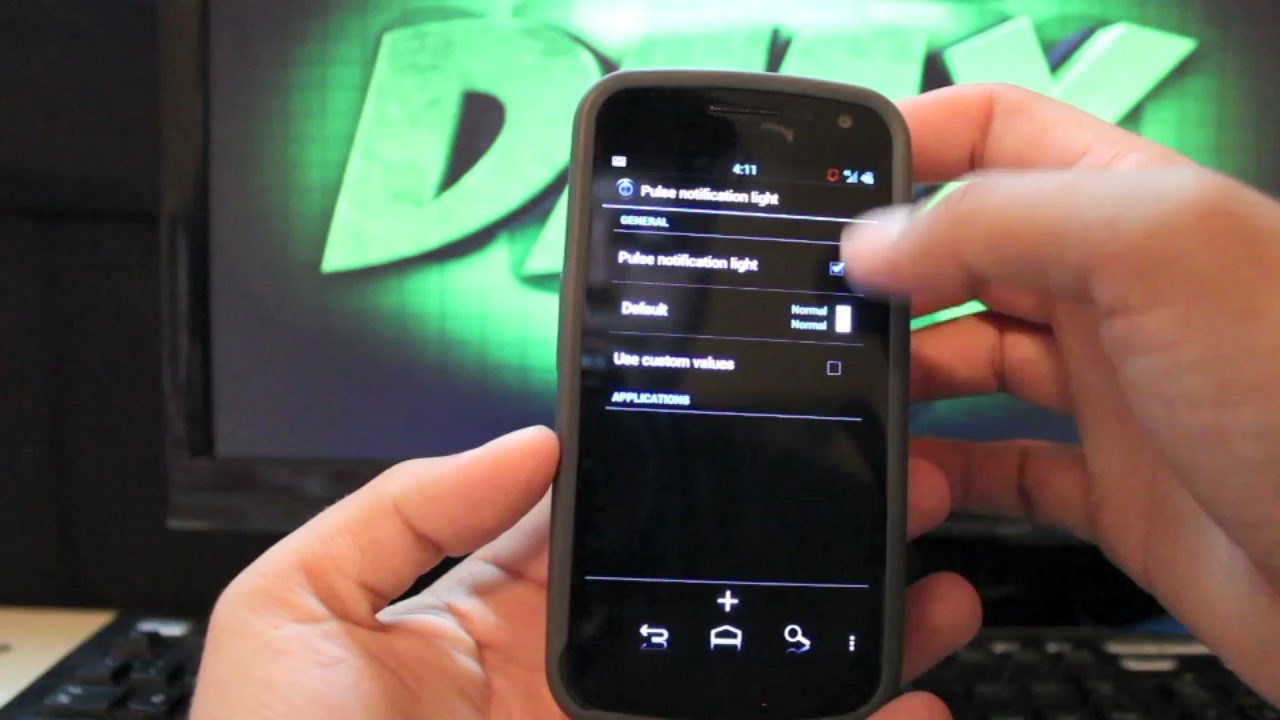 4:11
Pulse notification light
GENERAL
Pulse notification light
Default
Normal
Normal
Use custom values
APPLICATIONS